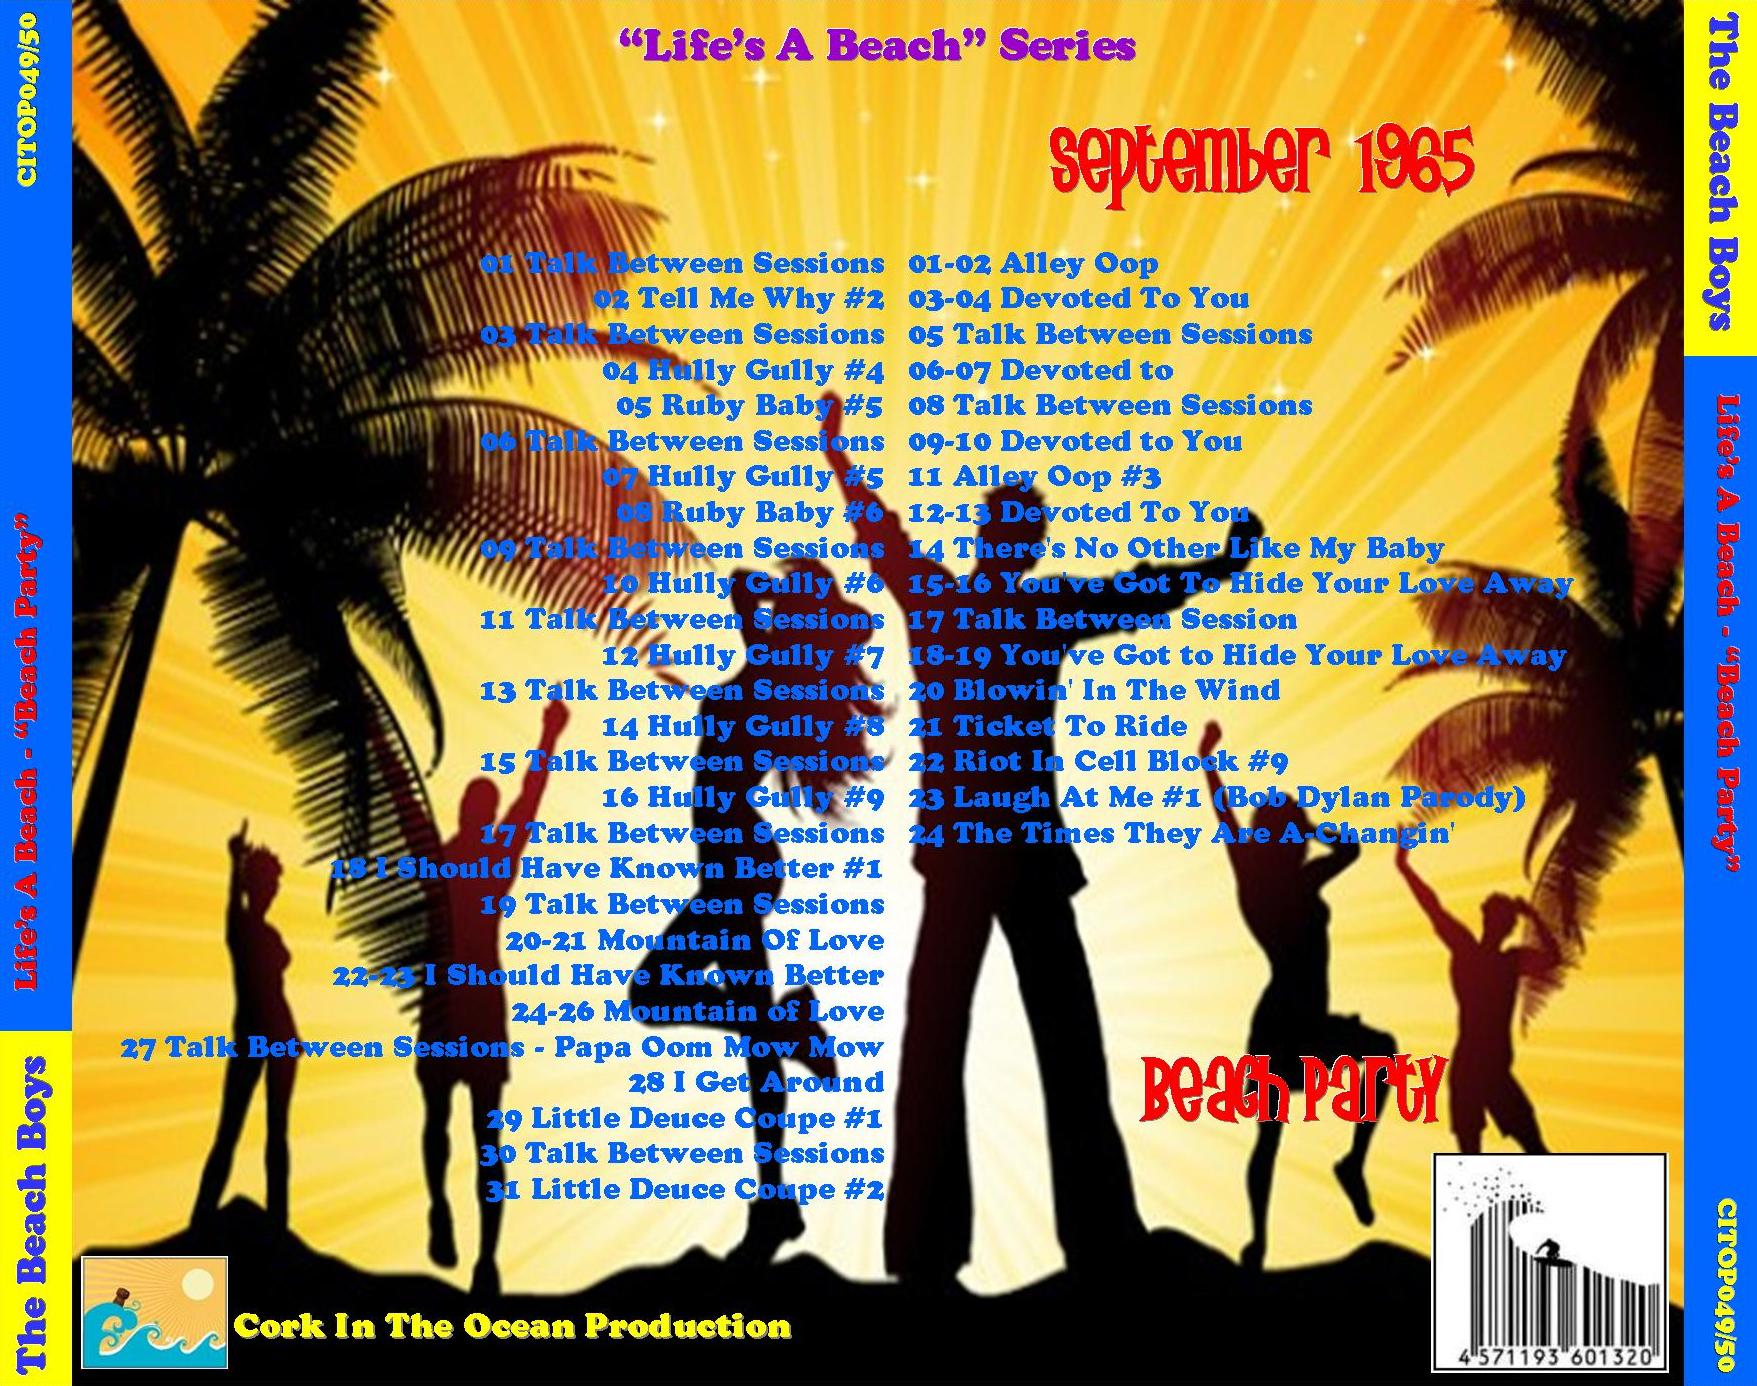 CITOP049/50
Life's A Beach - "Beach Party"
The Beach Boys
“Life’s A Beach” Series
September 1965
01 Talk Between Sessions
02 Tell Me Why #2
03 Talk Between Sessions
04 Hully Gully #4
05 Ruby Baby #5
06 Talk Between Sessions
07 Hully Gully #5
08 Ruby Baby #6
09 Talk Between Sessions
10 Hully Gully #6
11 Talk Between Sessions
12 Hully Gully #7
13 Talk Between Sessions
14 Hully Gully #8
15 Talk Between Sessions
16 Hully Gully #9
17 Talk Between Sessions
18 I Should Have Known Better #1
19 Talk Between Sessions
20-21 Mountain Of Love
22-23 I Should Have Known Better
24-26 Mountain of Love
27 Talk Between Sessions - Papa Oom Mow Mow
28 I Get Around
29 Little Deuce Coupe #1
30 Talk Between Sessions
31 Little Deuce Coupe #2
01-02 Alley Oop
03-04 Devoted To You
05 Talk Between Sessions
06-07 Devoted to
08 Talk Between Sessions
09-10 Devoted to You
11 Alley Oop #3
12-13 Devoted To You
14 There's No Other Like My Baby
15-16 You've Got To Hide Your Love Away
17 Talk Between Session
18-19 You've Got to Hide Your Love Away
20 Blowin' In The Wind
21 Ticket To Ride
22 Riot In Cell Block #9
23 Laugh At Me #1 (Bob Dylan Parody)
24 The Times They Are A-Changin'
Beach Party
Cork In The Ocean Production
4 571193 601320
The Beach Boys
Life's A Beach - "Beach Party"
CITOP049/50